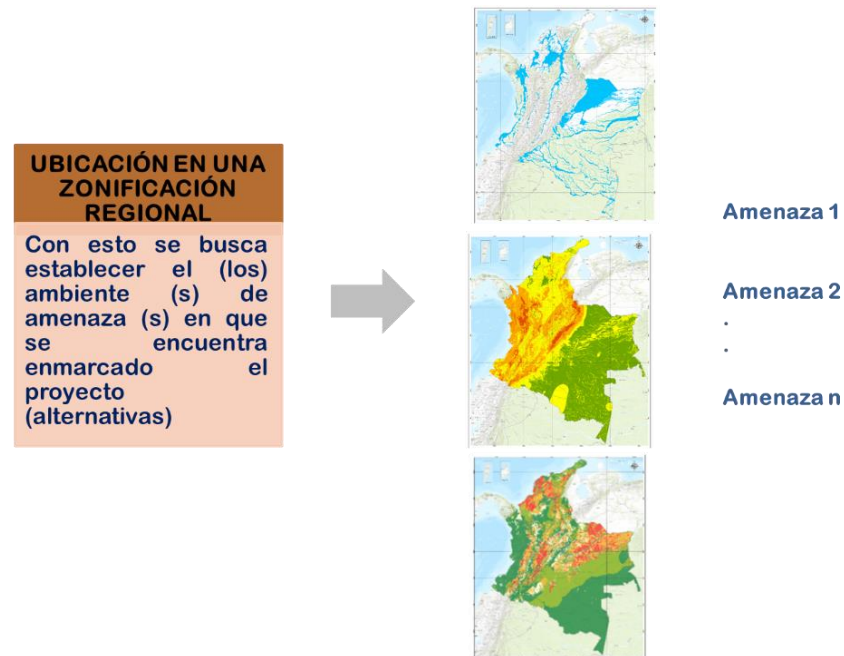 UBICACIÓN EN UNA
ZONIFICACIÓN
REGIONAL
Con esto se busca
establecer el (los)
ambiente (s) de
amenaza (s) en que
se encuentra
enmarcado el
proyecto
(alternativas)
Amenaza 1
Amenaza 2
.
.
Amenaza n